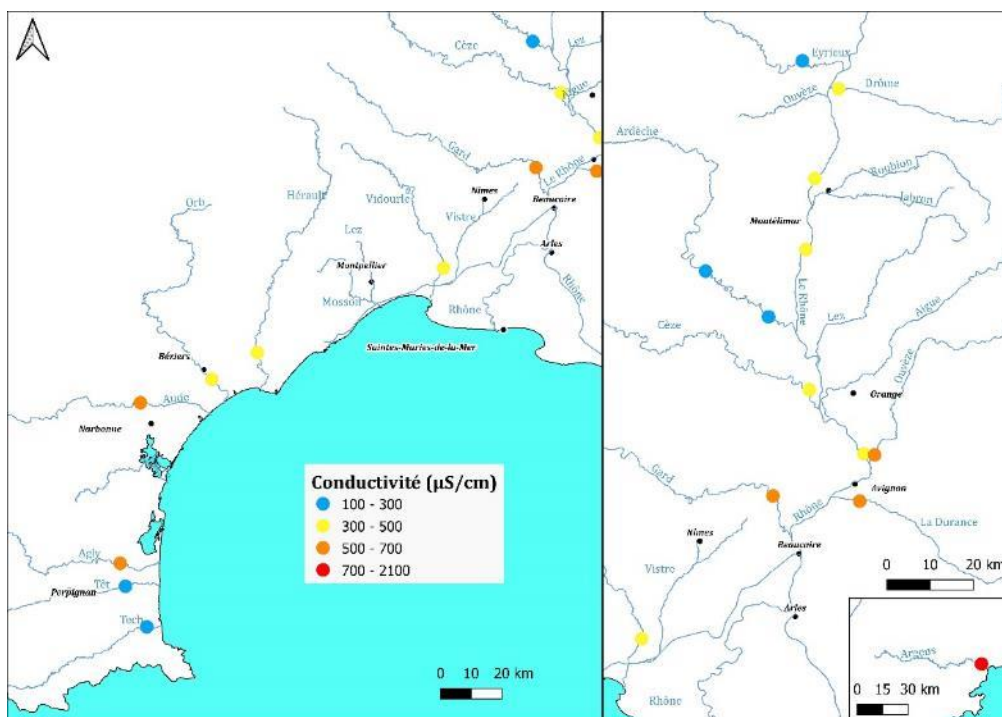 Cèze
Lez
Aigue
Gard
Le Rhône
Nîmes
Beaucaire
Hérault
Vidourle
Vistre
Orb
Lez
Arles
Montpellier
Rhône
Mosson
Rhône
Saintes-Maries-de-la-Mer
Béziers
Aude
Narbonne
Conductivité (µS/cm)
100 - 300
300 - 500
500 - 700
700 - 2100
Agly
Têt
Perpignan
Tech
0 10 20 km
Eyrieux
Ouvèze
Drôme
Ardèche
Roubion
Jabron
Montélimar
Le Rhône
Lez
Aigue
Cèze
Ouvèze
Orange
Gard
Avignon
Rhône
La Durance
Nîmes
Beaucaire
Vistre
0 10 20 km
Arles
Rhône
Argens
0 15 30 km